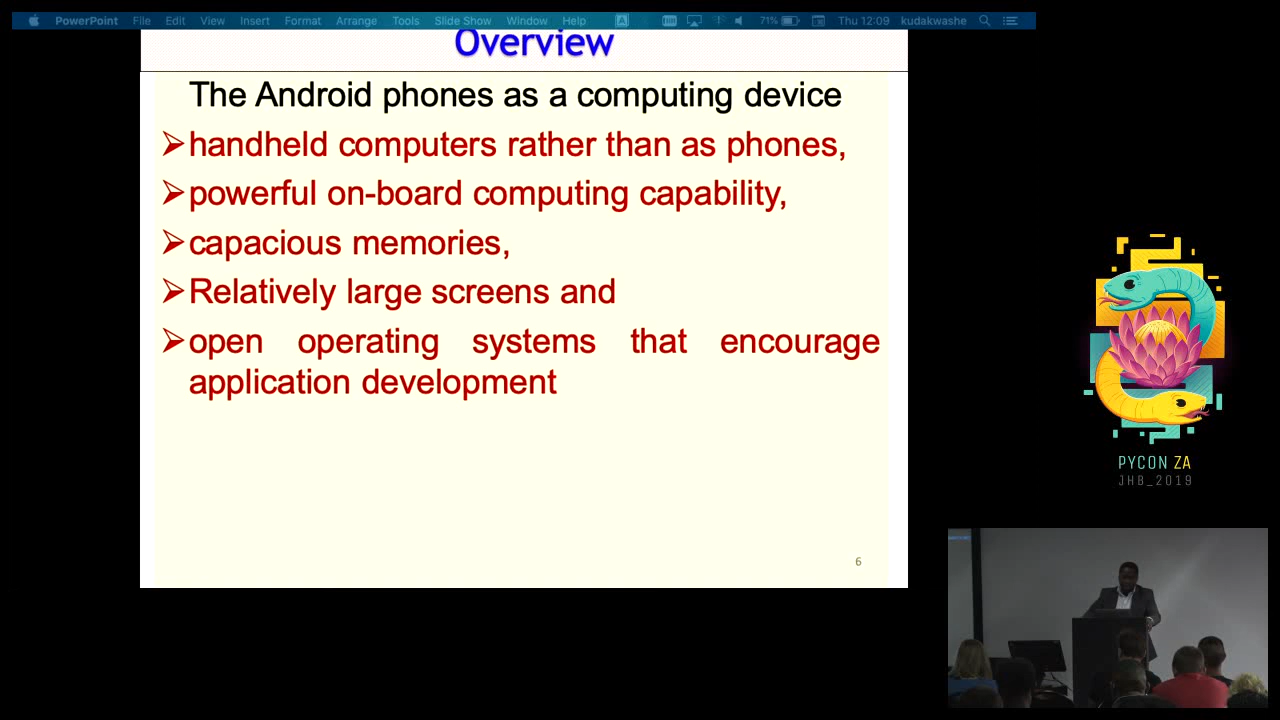 PowerPoint File Edit View Insert Format Arrange Tools Slide Show Window Help 71% Thu 12:09 kudakwashe
Overview
The Android phones as a computing device
handheld computers rather than as phones,
powerful on-board computing capability,
capacious memories,
Relatively large screens and
open operating systems that encourage
application development
6
PYCON ZA
JHB_2019